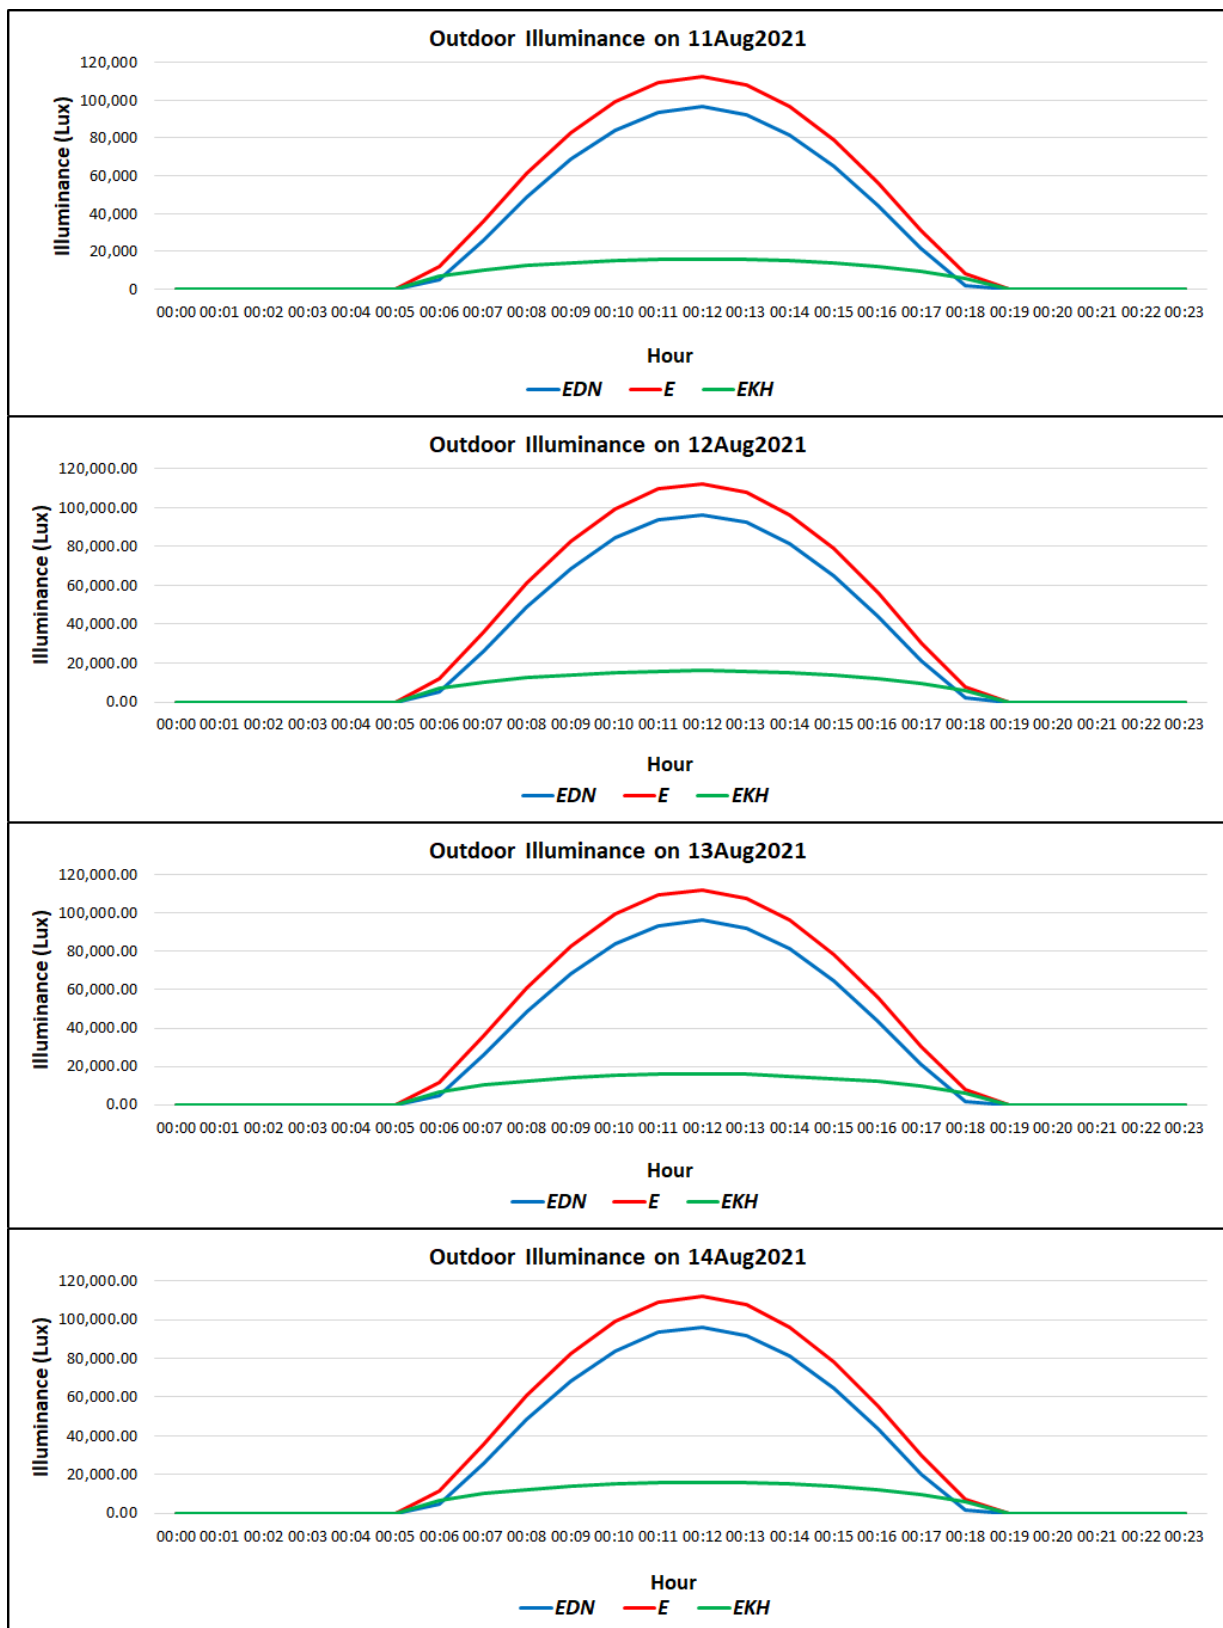 Outdoor Illuminance on 11Aug2021
120,000
100,000
80,000
60,000
40,000
20,000
0
Illuminance (Lux)
00:00 00:01 00:02 00:03 00:04 00:05 00:06 00:07 00:08 00:09 00:10 00:11 00:12 00:13 00:14 00:15 00:16 00:17 00:18 00:19 00:20 00:21 00:22 00:23
Hour
EDN E EKH
Outdoor Illuminance on 12Aug2021
120,000.00
100,000.00
80,000.00
60,000.00
40,000.00
20,000.00
0.00
Illuminance (Lux)
00:00 00:01 00:02 00:03 00:04 00:05 00:06 00:07 00:08 00:09 00:10 00:11 00:12 00:13 00:14 00:15 00:16 00:17 00:18 00:19 00:20 00:21 00:22 00:23
Hour
EDN E EKH
Outdoor Illuminance on 13Aug2021
120,000.00
100,000.00
80,000.00
60,000.00
40,000.00
20,000.00
0.00
Illuminance (Lux)
00:00 00:01 00:02 00:03 00:04 00:05 00:06 00:07 00:08 00:09 00:10 00:11 00:12 00:13 00:14 00:15 00:16 00:17 00:18 00:19 00:20 00:21 00:22 00:23
Hour
EDN E EKH
Outdoor Illuminance on 14Aug2021
120,000.00
100,000.00
80,000.00
60,000.00
40,000.00
20,000.00
0.00
Illuminance (Lux)
00:00 00:01 00:02 00:03 00:04 00:05 00:06 00:07 00:08 00:09 00:10 00:11 00:12 00:13 00:14 00:15 00:16 00:17 00:18 00:19 00:20 00:21 00:22 00:23
Hour
EDN E EKH